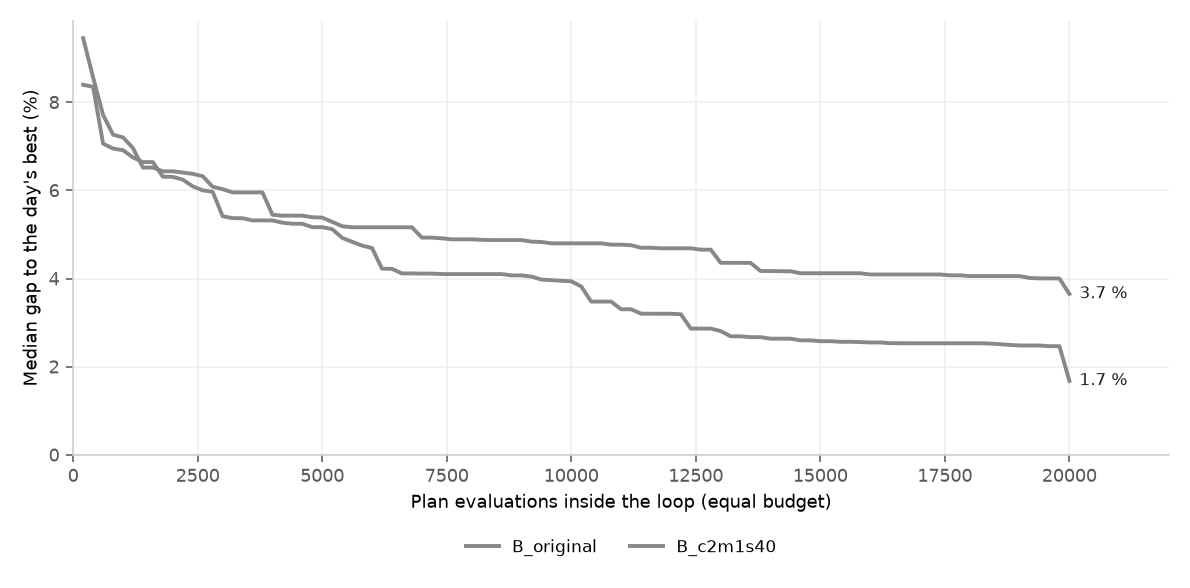 Median gap to the day's best (%)
8
6
4
2
0
3.7 %
1.7 %
0 2500 5000 7500 10000 12500 15000 17500 20000
Plan evaluations inside the loop (equal budget)
B_original B_c2m1s40